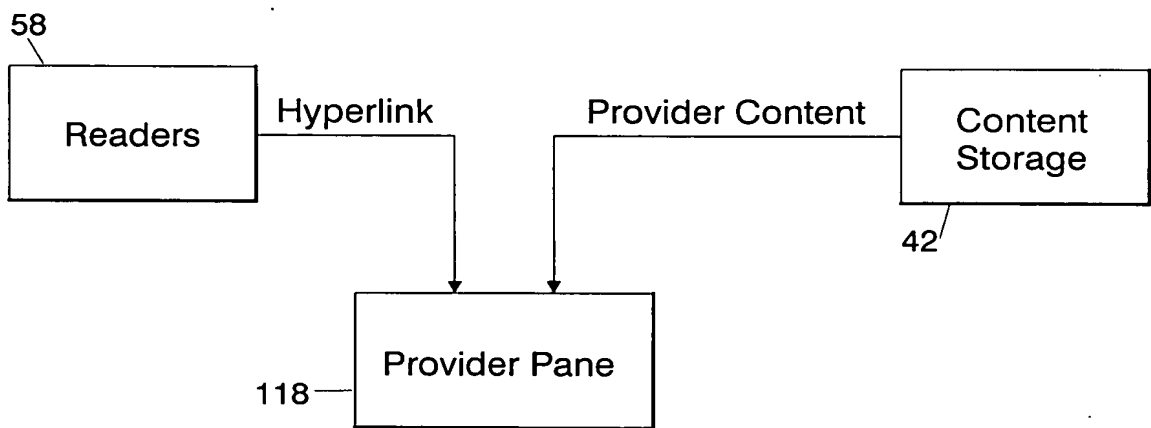 58
Readers
Hyperlink
Provider Content
Content
Storage
42
Provider Pane
118